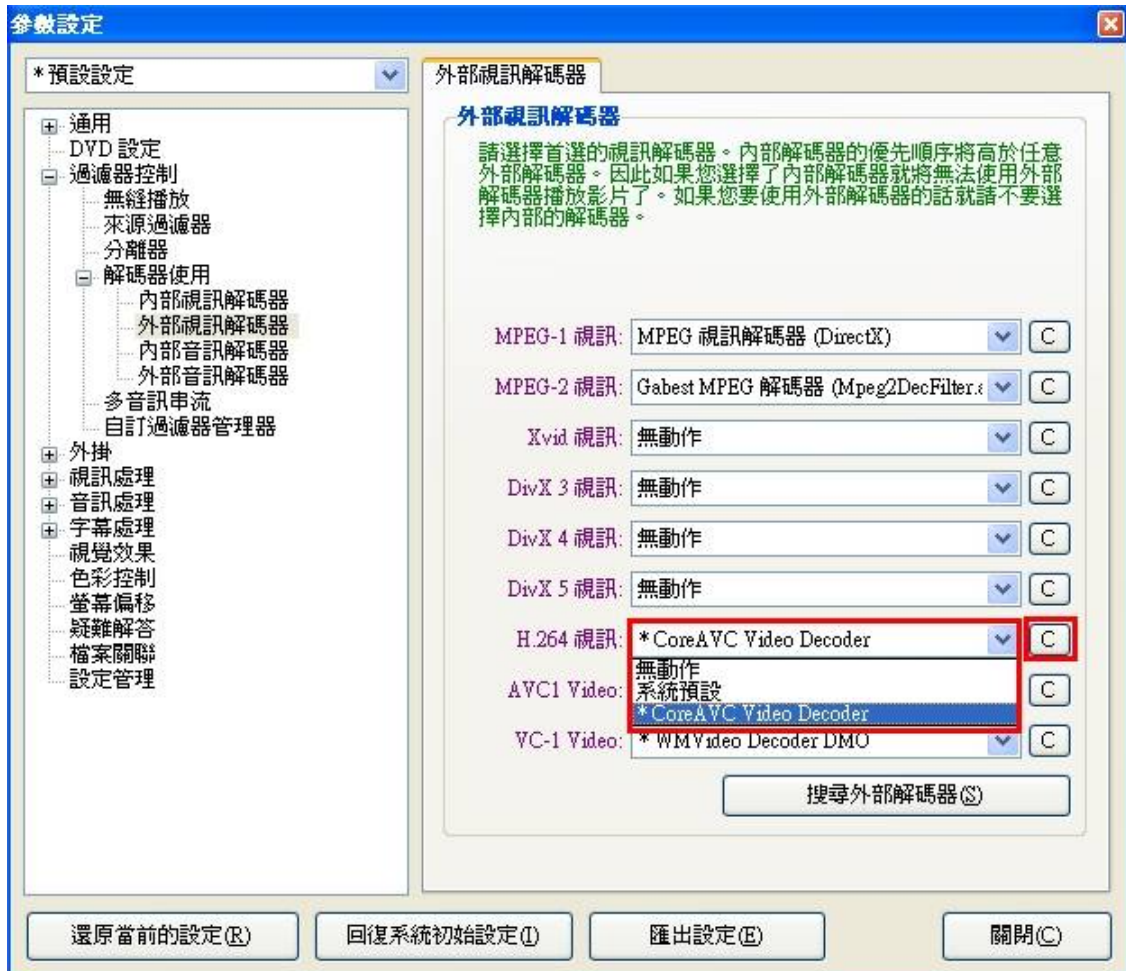 參數設定
*預設設定
通用
DVD 設定
過濾器控制
無縫播放
來源過濾器
分離器
解碼器使用
內部視訊解碼器
外部視訊解碼器
內部音訊解碼器
外部音訊解碼器
多音訊串流
自訂過濾器管理器
外掛
視訊處理
音訊處理
字幕處理
視覺效果
色彩控制
螢幕偏移
疑難解答
檔案關聯
設定管理
外部視訊解碼器
外部視訊解碼器
請選擇首選的視訊解碼器。內部解碼器的優先順序將高於任意
外部解碼器。因此如果您選擇了內部解碼器就將無法使用外部
解碼器播放影片了。如果您要使用外部解碼器的話就請不要選
擇內部的解碼器。
MPEG-1 視訊: MPEG 視訊解碼器 (DirectX) C
MPEG-2 視訊: Gabest MPEG 解碼器 (Mpeg2DecFilter.a C
Xvid 視訊: 無動作 C
DivX 3 視訊: 無動作 C
DivX 4 視訊: 無動作 C
DivX 5 視訊: 無動作 C
H.264 視訊: * CoreAVC Video Decoder C
無動作
AVC1 Video: 系統預設 C
* CoreAVC Video Decoder
VC-1 Video: * WMVideo Decoder DMO C
搜尋外部解碼器(S)
還原當前的設定(R) 回復系統初始設定(I) 匯出設定(E) 關閉(C)